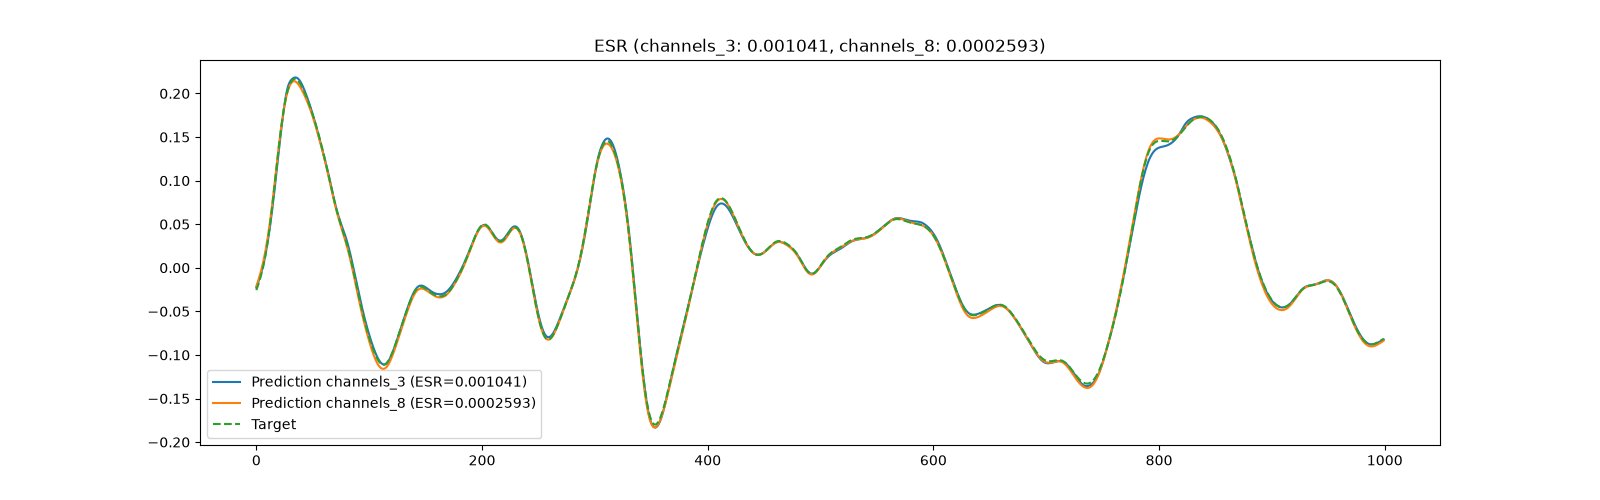 ESR (channels_3: 0.001041, channels_8: 0.0002593)
0.20
0.15
0.10
0.05
0.00
−0.05
−0.10
−0.15
−0.20
Prediction channels_3 (ESR=0.001041)
Prediction channels_8 (ESR=0.0002593)
Target
0 200 400 600 800 1000